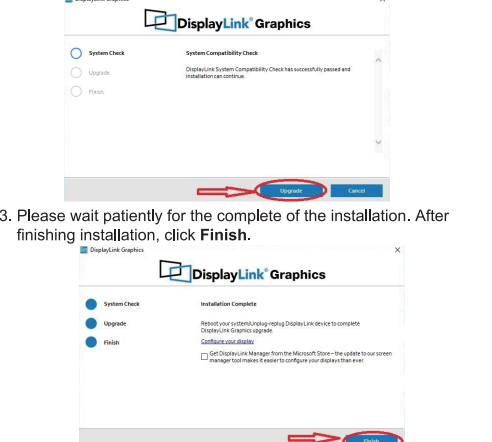 DisplayLink Graphics
DisplayLink® Graphics
System Check
System Compatibility Check
DisplayLink System Compatibility Check has successfully passed and
installation can continue.
Upgrade
Finish
Upgrade
Cancel
3. Please wait patiently for the complete of the installation. After
finishing installation, click Finish.
DisplayLink Graphics
DisplayLink® Graphics
System Check
Installation Complete
Upgrade
Reboot your system/Unplug-replug DisplayLink device to complete
DisplayLink Graphics upgrade.
Finish
Configure your display
Get DisplayLink Manager from the Microsoft Store – the update to our screen
manager tool makes it easier to configure your displays than ever.
Finish